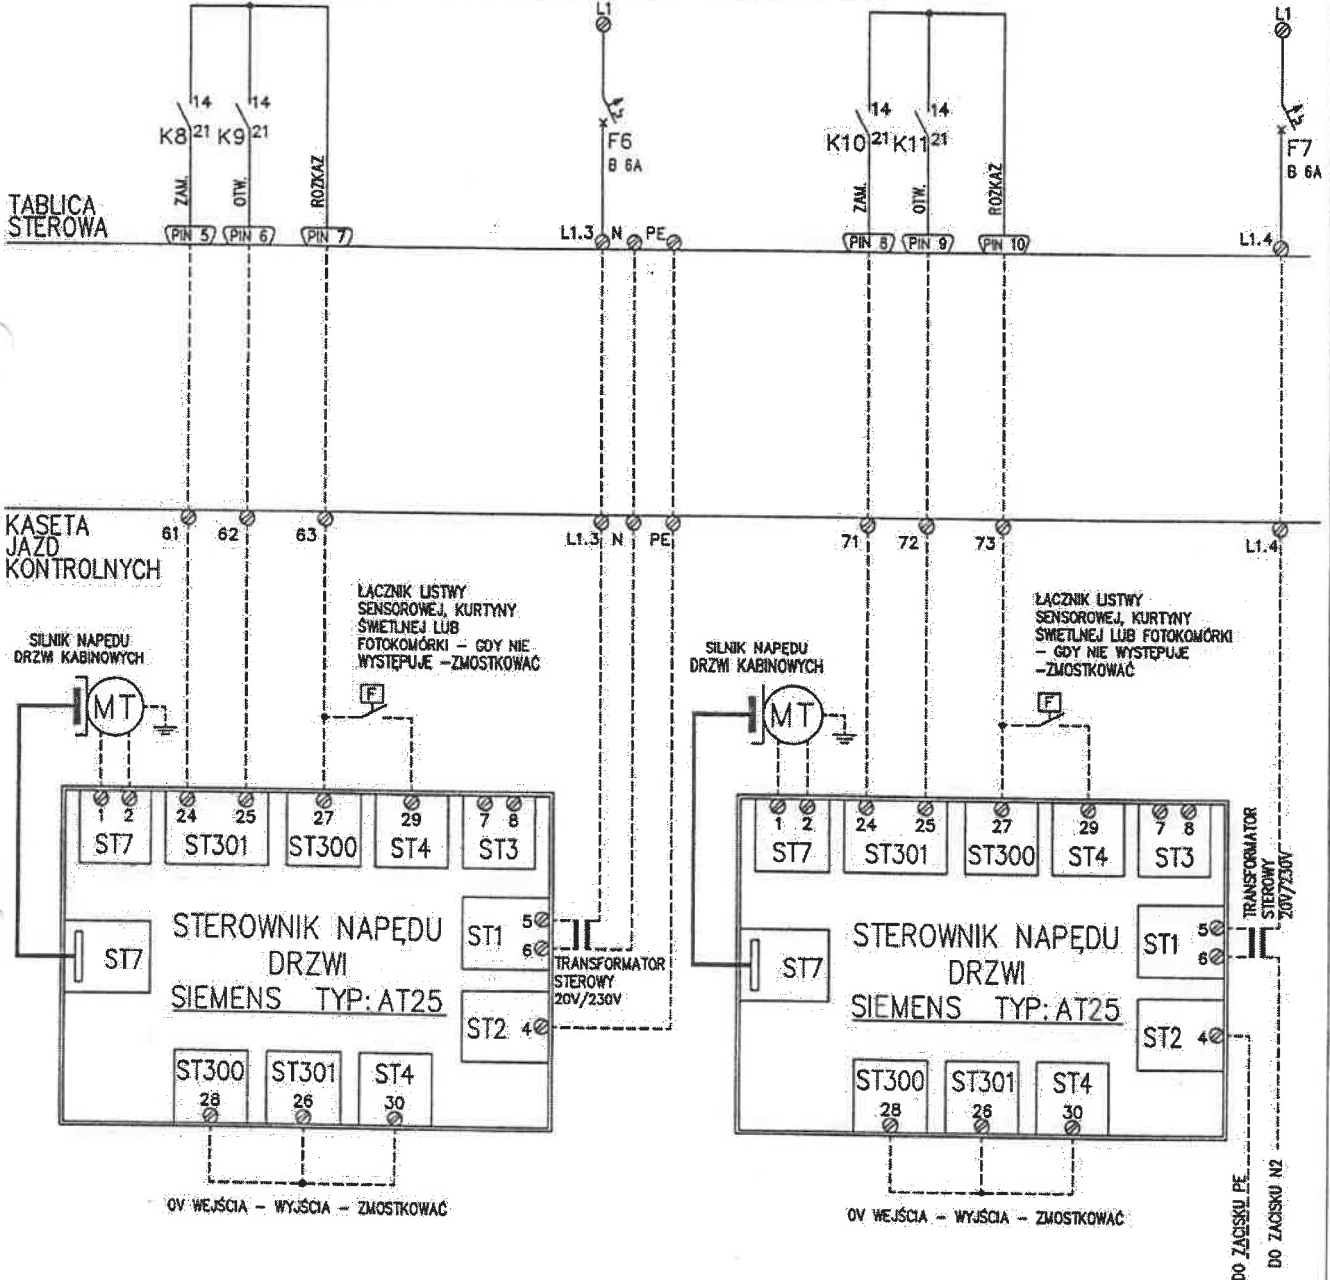 L1
L1
14
14
K8
21
K9
21
F6
B 6A
14
14
K10
21
K11
21
F7
B 6A
ZAM.
OTW.
ROZKAZ
ZAM.
OTW.
ROZKAZ
TABLICA
STEROWA
PIN 5
PIN 6
PIN 7
L1.3
N
PE
PIN 8
PIN 9
PIN 10
L1.4
KASETA
JAZD
KONTROLNYCH
61
62
63
L1.3
N
PE
71
72
73
L1.4
ŁĄCZNIK LISTWY
SENSOROWEJ, KURTYNY
ŚWIETLNEJ LUB
FOTOKOMÓRKI – GDY NIE
WYSTĘPUJE –ZMOSTKOWAĆ
SILNIK NAPĘDU
DRZWI KABINOWYCH
MT
F
ŁĄCZNIK LISTWY
SENSOROWEJ, KURTYNY
ŚWIETLNEJ LUB FOTOKOMÓRKI
– GDY NIE WYSTĘPUJE
–ZMOSTKOWAĆ
SILNIK NAPĘDU
DRZWI KABINOWYCH
MT
F
1
2
24
25
27
29
7
8
ST7
ST301
ST300
ST4
ST3
STEROWNIK NAPĘDU
DRZWI
SIEMENS TYP: AT25
ST7
ST1
5
6
TRANSFORMATOR
STEROWY
20V/230V
ST2
4
ST300
28
ST301
26
ST4
30
0V WEJŚCIA – WYJŚCIA – ZMOSTKOWAĆ
1
2
24
25
27
29
7
8
ST7
ST301
ST300
ST4
ST3
TRANSFORMATOR
STEROWY
20V/230V
STEROWNIK NAPĘDU
DRZWI
SIEMENS TYP: AT25
ST7
ST1
5
6
ST2
4
ST300
28
ST301
26
ST4
30
0V WEJŚCIA – WYJŚCIA – ZMOSTKOWAĆ
DO ZACISKU PE
DO ZACISKU N2